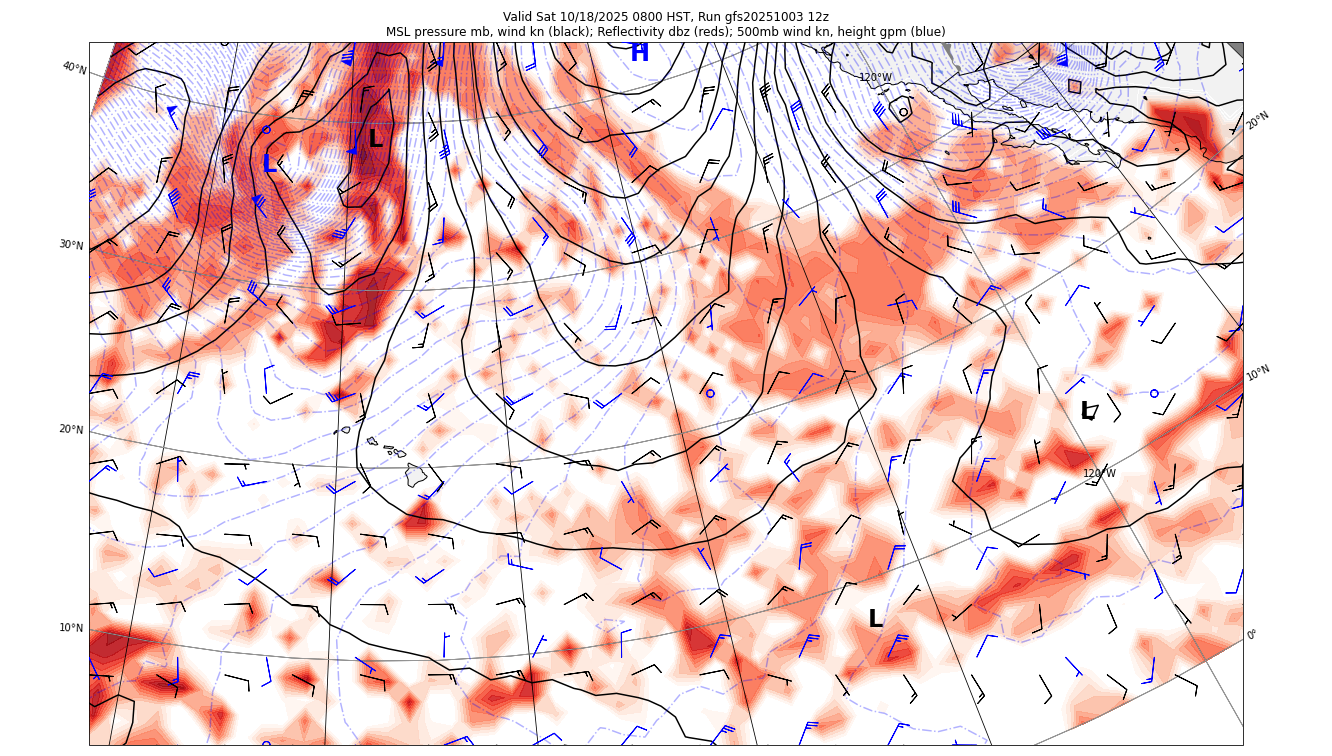 Valid Sat 10/18/2025 0800 HST, Run gfs20251003 12z
MSL pressure mb, wind kn (black); Reflectivity dbz (reds); 500mb wind kn, height gpm (blue)
H
40°N
120°W
20°N
L
L
30°N
10°N
L
20°N
120°W
L
10°N
0°